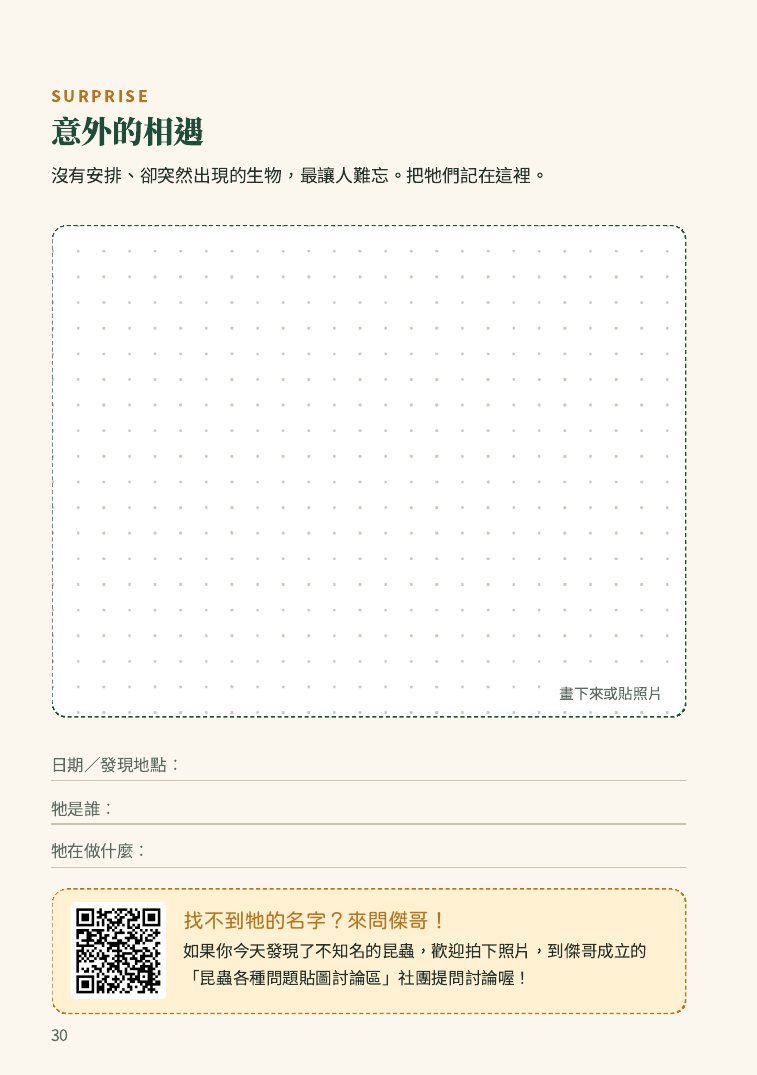 SURPRISE
意外的相遇
沒有安排、卻突然出現的生物，最讓人難忘。把牠們記在這裡。
畫下來或貼照片
日期／發現地點：
牠是誰：
牠在做什麼：
找不到牠的名字？來問傑哥！
如果你今天發現了不知名的昆蟲，歡迎拍下照片，到傑哥成立的
「昆蟲各種問題貼圖討論區」社團提問討論喔！
30